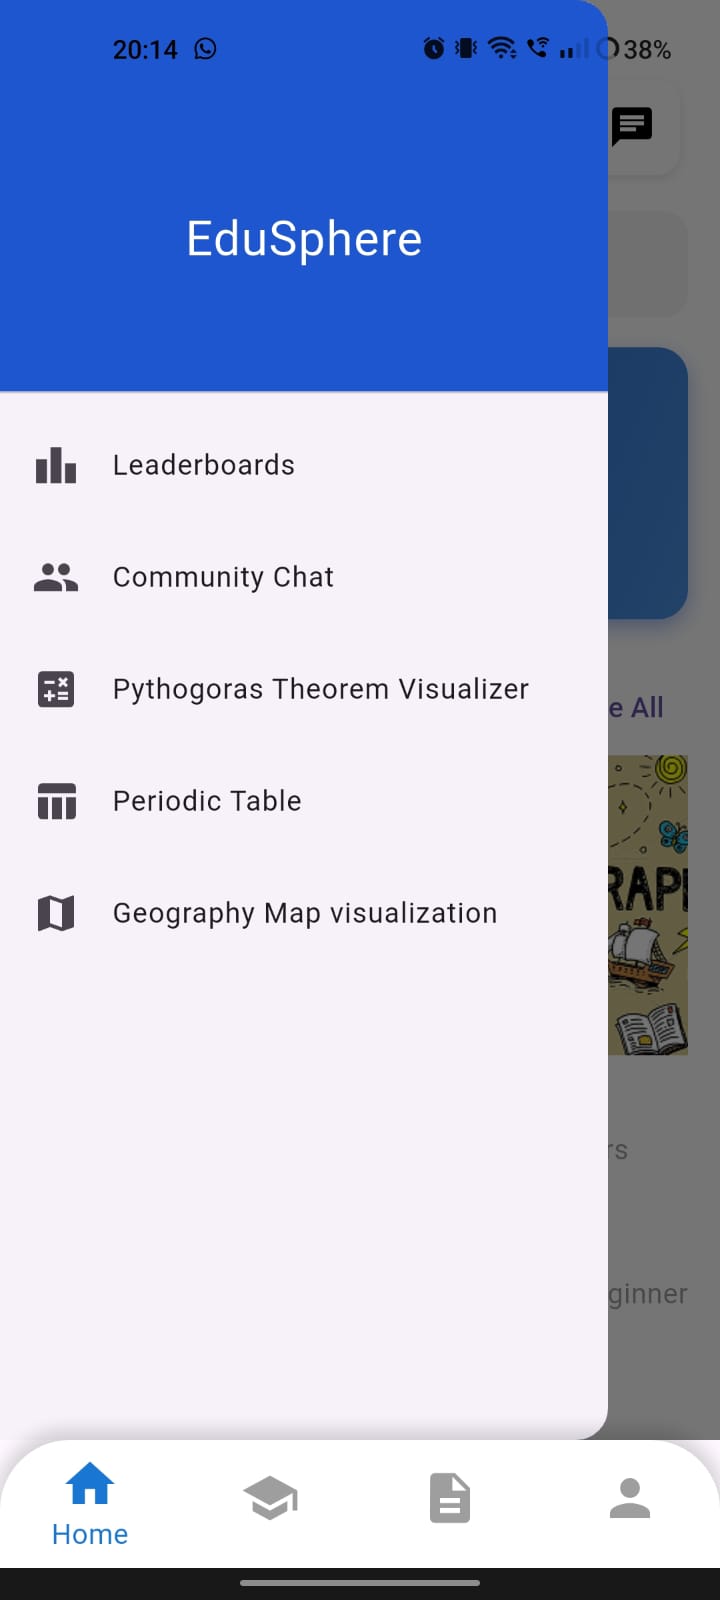 20:14 38%
EduSphere
Leaderboards
Community Chat
Pythogoras Theorem Visualizer
e All
Periodic Table
RAP
Geography Map visualization
rs
ginner
Home